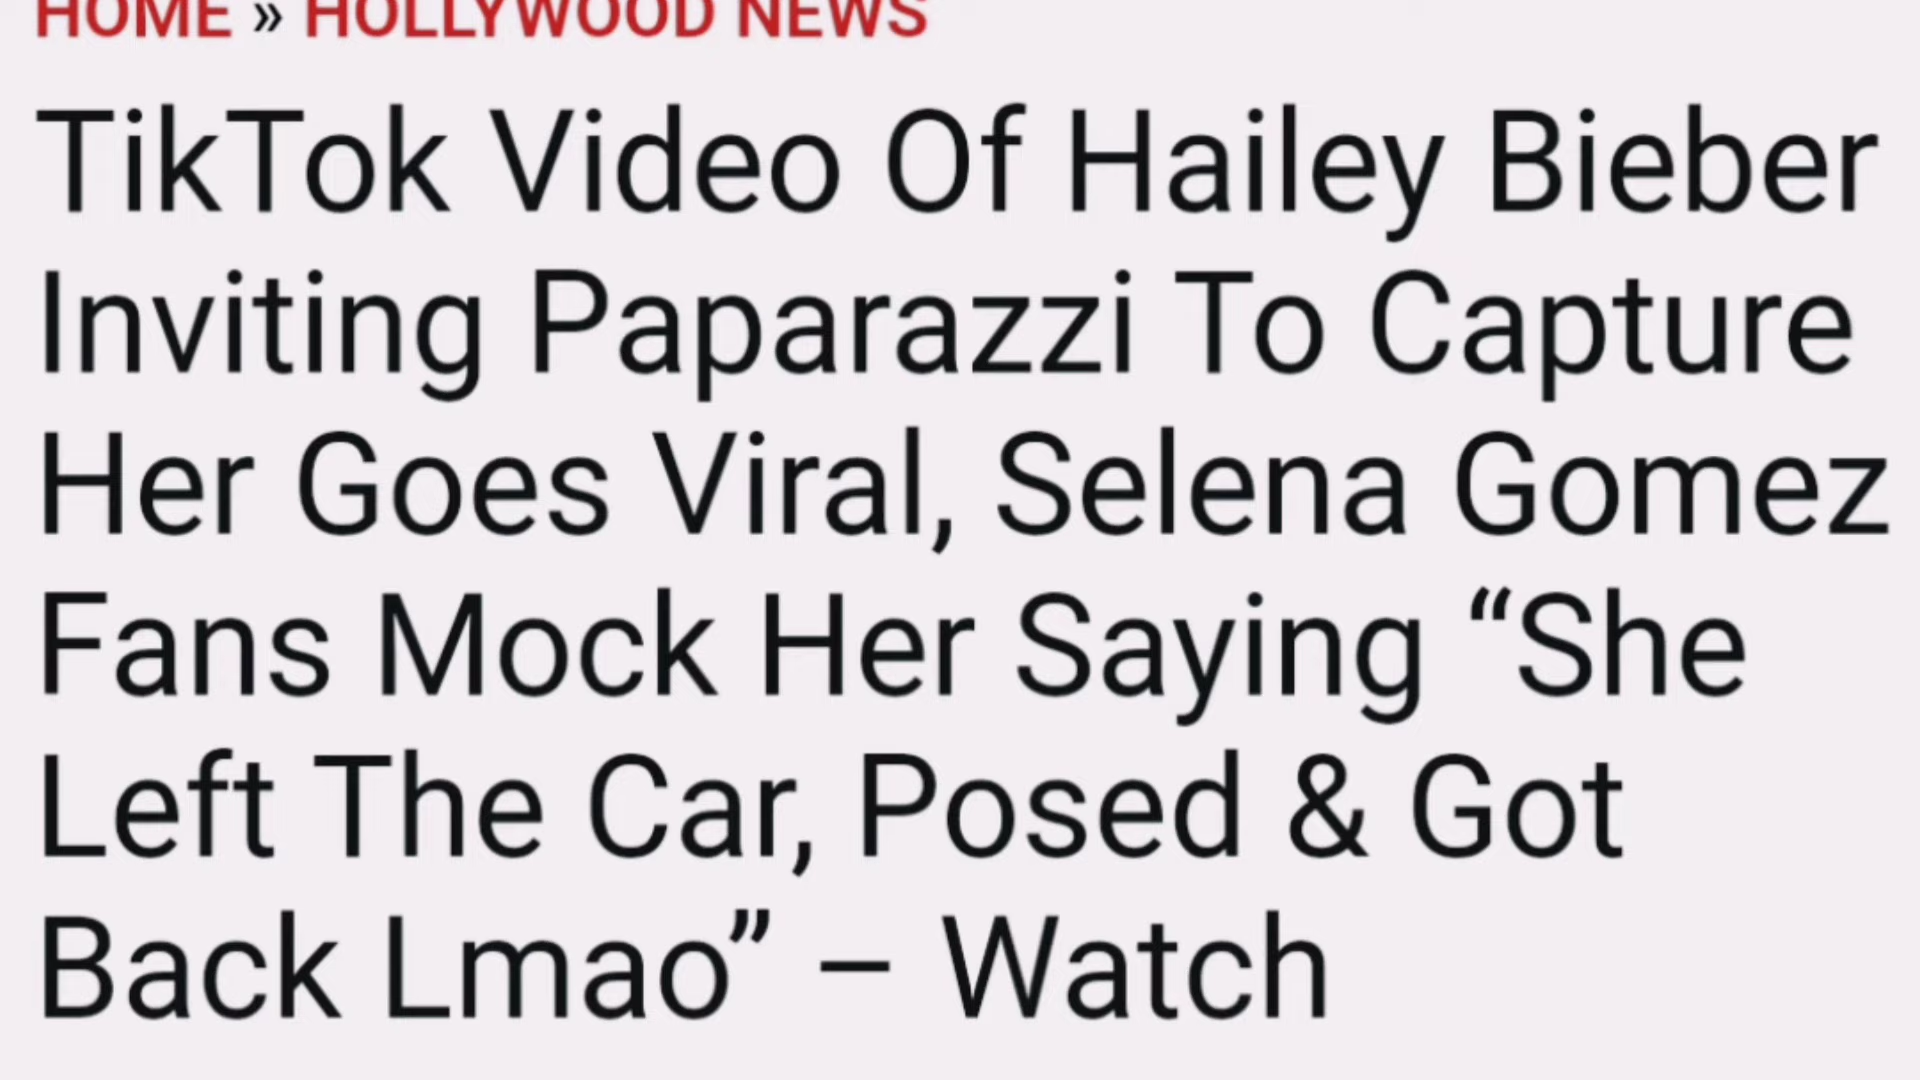 HOME » HOLLYWOOD NEWS
TikTok Video Of Hailey Bieber
Inviting Paparazzi To Capture
Her Goes Viral, Selena Gomez
Fans Mock Her Saying “She
Left The Car, Posed & Got
Back Lmao” – Watch